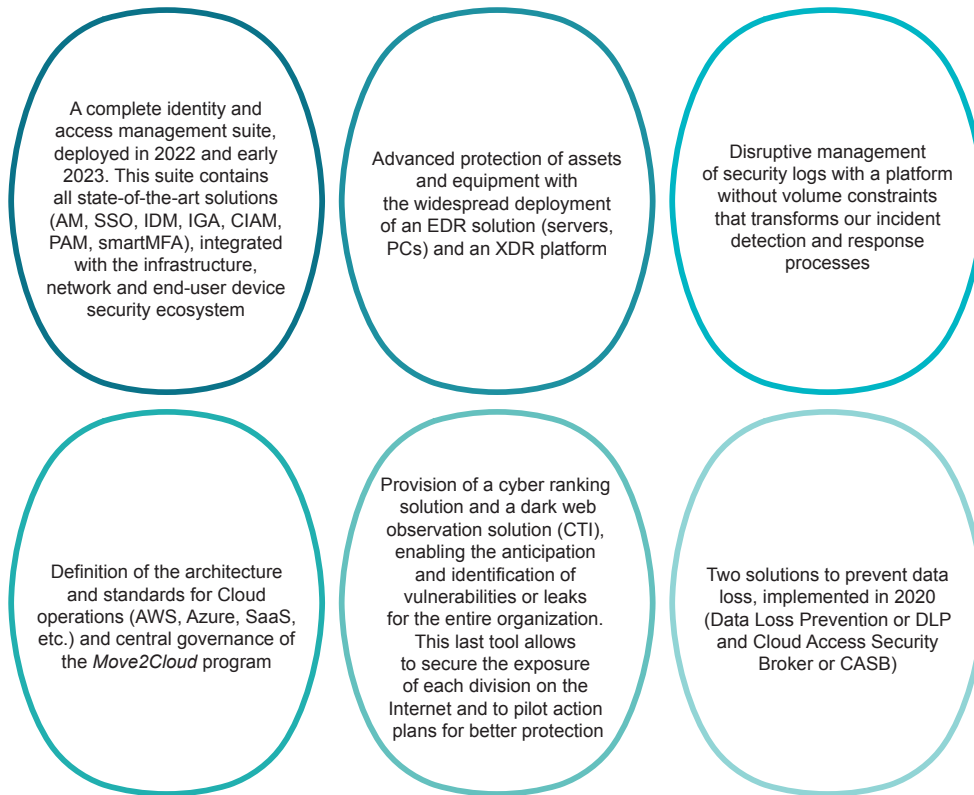 A complete identity and
access management suite,
deployed in 2022 and early
2023. This suite contains
all state-of-the-art solutions
(AM, SSO, IDM, IGA, CIAM,
PAM, smartMFA), integrated
with the infrastructure,
network and end-user device
security ecosystem
Advanced protection of assets
and equipment with
the widespread deployment
of an EDR solution (servers,
PCs) and an XDR platform
Disruptive management
of security logs with a platform
without volume constraints
that transforms our incident
detection and response
processes
Definition of the architecture
and standards for Cloud
operations (AWS, Azure, SaaS,
etc.) and central governance of
the Move2Cloud program
Provision of a cyber ranking
solution and a dark web
observation solution (CTI),
enabling the anticipation
and identification of
vulnerabilities or leaks
for the entire organization.
This last tool allows
to secure the exposure
of each division on the
Internet and to pilot action
plans for better protection
Two solutions to prevent data
loss, implemented in 2020
(Data Loss Prevention or DLP
and Cloud Access Security
Broker or CASB)